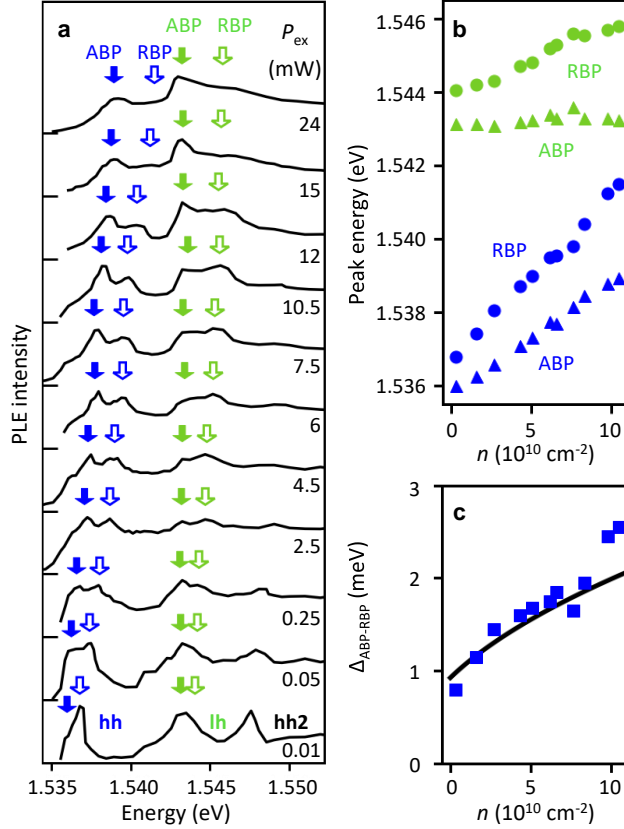 a
ABP RBP
P_ex
ABP RBP
(mW)
24
15
12
10.5
7.5
6
4.5
2.5
0.25
0.05
hh
lh
hh2
0.01
PLE intensity
1.535 1.540 1.545 1.550
Energy (eV)
b
1.546
RBP
1.544
ABP
1.542
1.540
RBP
1.538
ABP
1.536
Peak energy (eV)
0 5 10
n (10^10 cm^-2)
c
3
2
1
0
Δ_ABP-RBP (meV)
0 5 10
n (10^10 cm^-2)